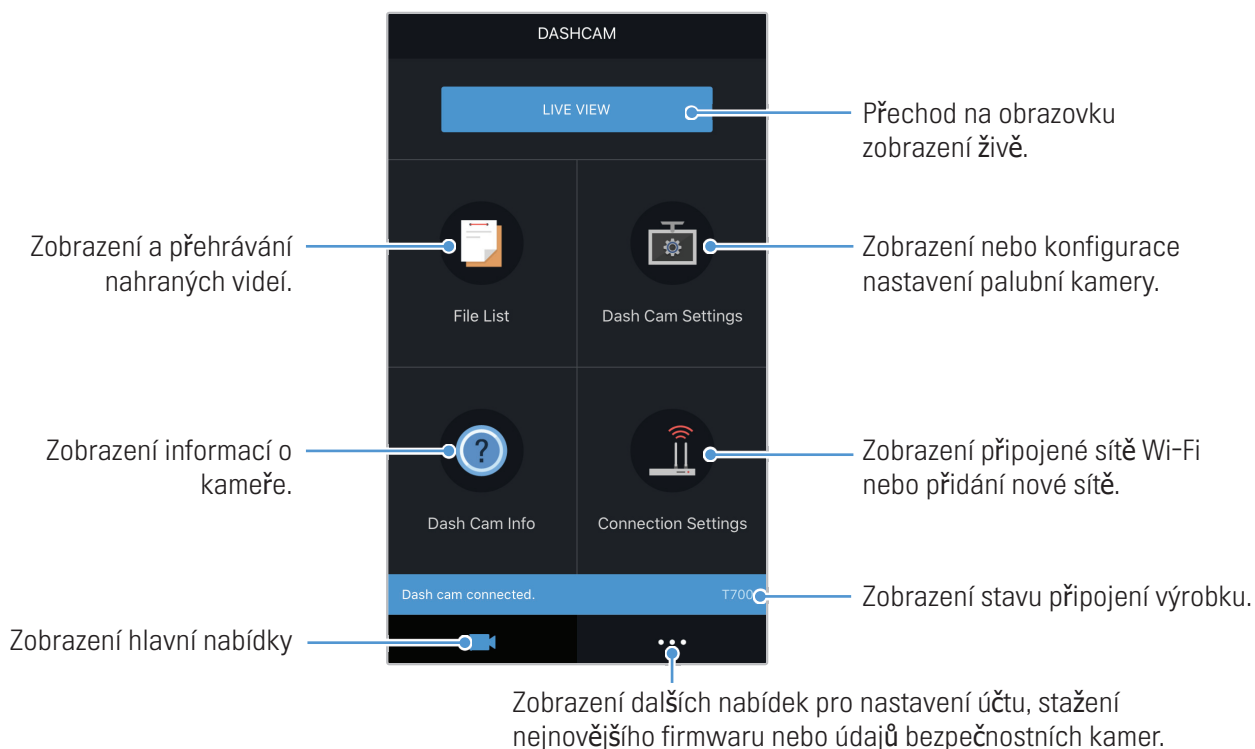 DASHCAM
LIVE VIEW
Přechod na obrazovku
zobrazení živě.
Zobrazení a přehrávání
nahraných videí.
File List
Dash Cam Settings
Zobrazení nebo konfigurace
nastavení palubní kamery.
Zobrazení informací o
kameře.
Dash Cam Info
Connection Settings
Zobrazení připojené sítě Wi-Fi
nebo přidání nové sítě.
Dash cam connected.
T700
Zobrazení stavu připojení výrobku.
Zobrazení hlavní nabídky
Zobrazení dalších nabídek pro nastavení účtu, stažení
nejnovějšího firmwaru nebo údajů bezpečnostních kamer.